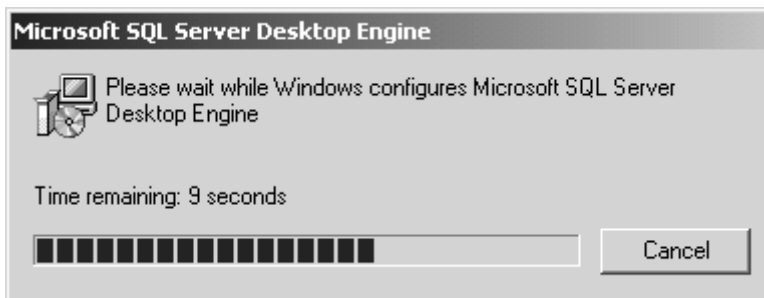 Microsoft SQL Server Desktop Engine
Please wait while Windows configures Microsoft SQL Server
Desktop Engine
Time remaining: 9 seconds
Cancel